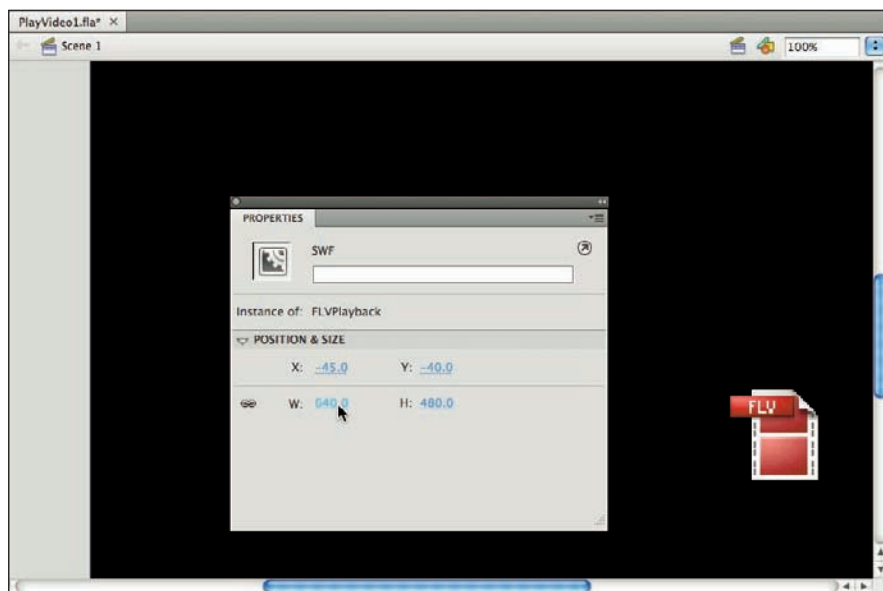 PlayVideo1.fla* ×
Scene 1
100%
PROPERTIES
SWF
Instance of: FLVPlayback
POSITION & SIZE
X: -45.0 Y: -40.0
W: 640.0 H: 480.0
FLV